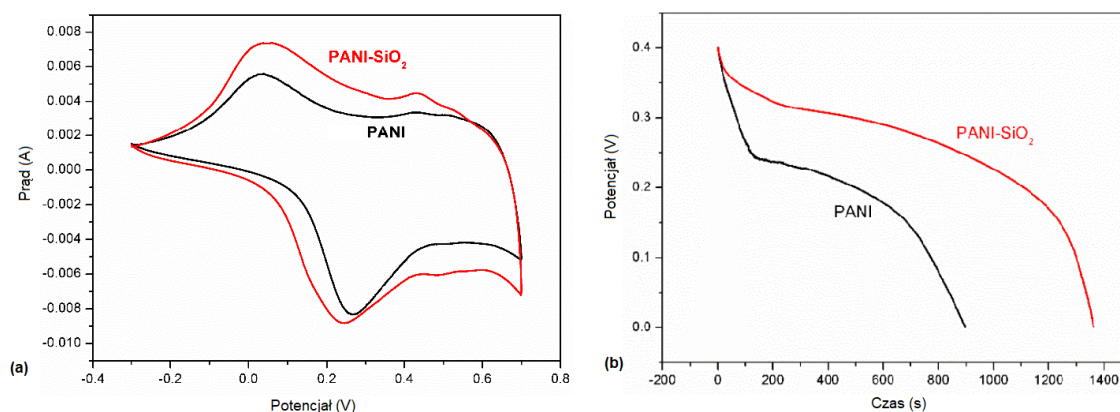 0.008
0.006
0.004
0.002
0.000
-0.002
-0.004
-0.006
-0.008
-0.010
Prąd (A)
PANI-SiO₂
PANI
-0.4 -0.2 0.0 0.2 0.4 0.6 0.8
Potencjał (V)
(a)
0.4
0.3
0.2
0.1
0.0
Potencjał (V)
PANI-SiO₂
PANI
-200 0 200 400 600 800 1000 1200 1400
Czas (s)
(b)